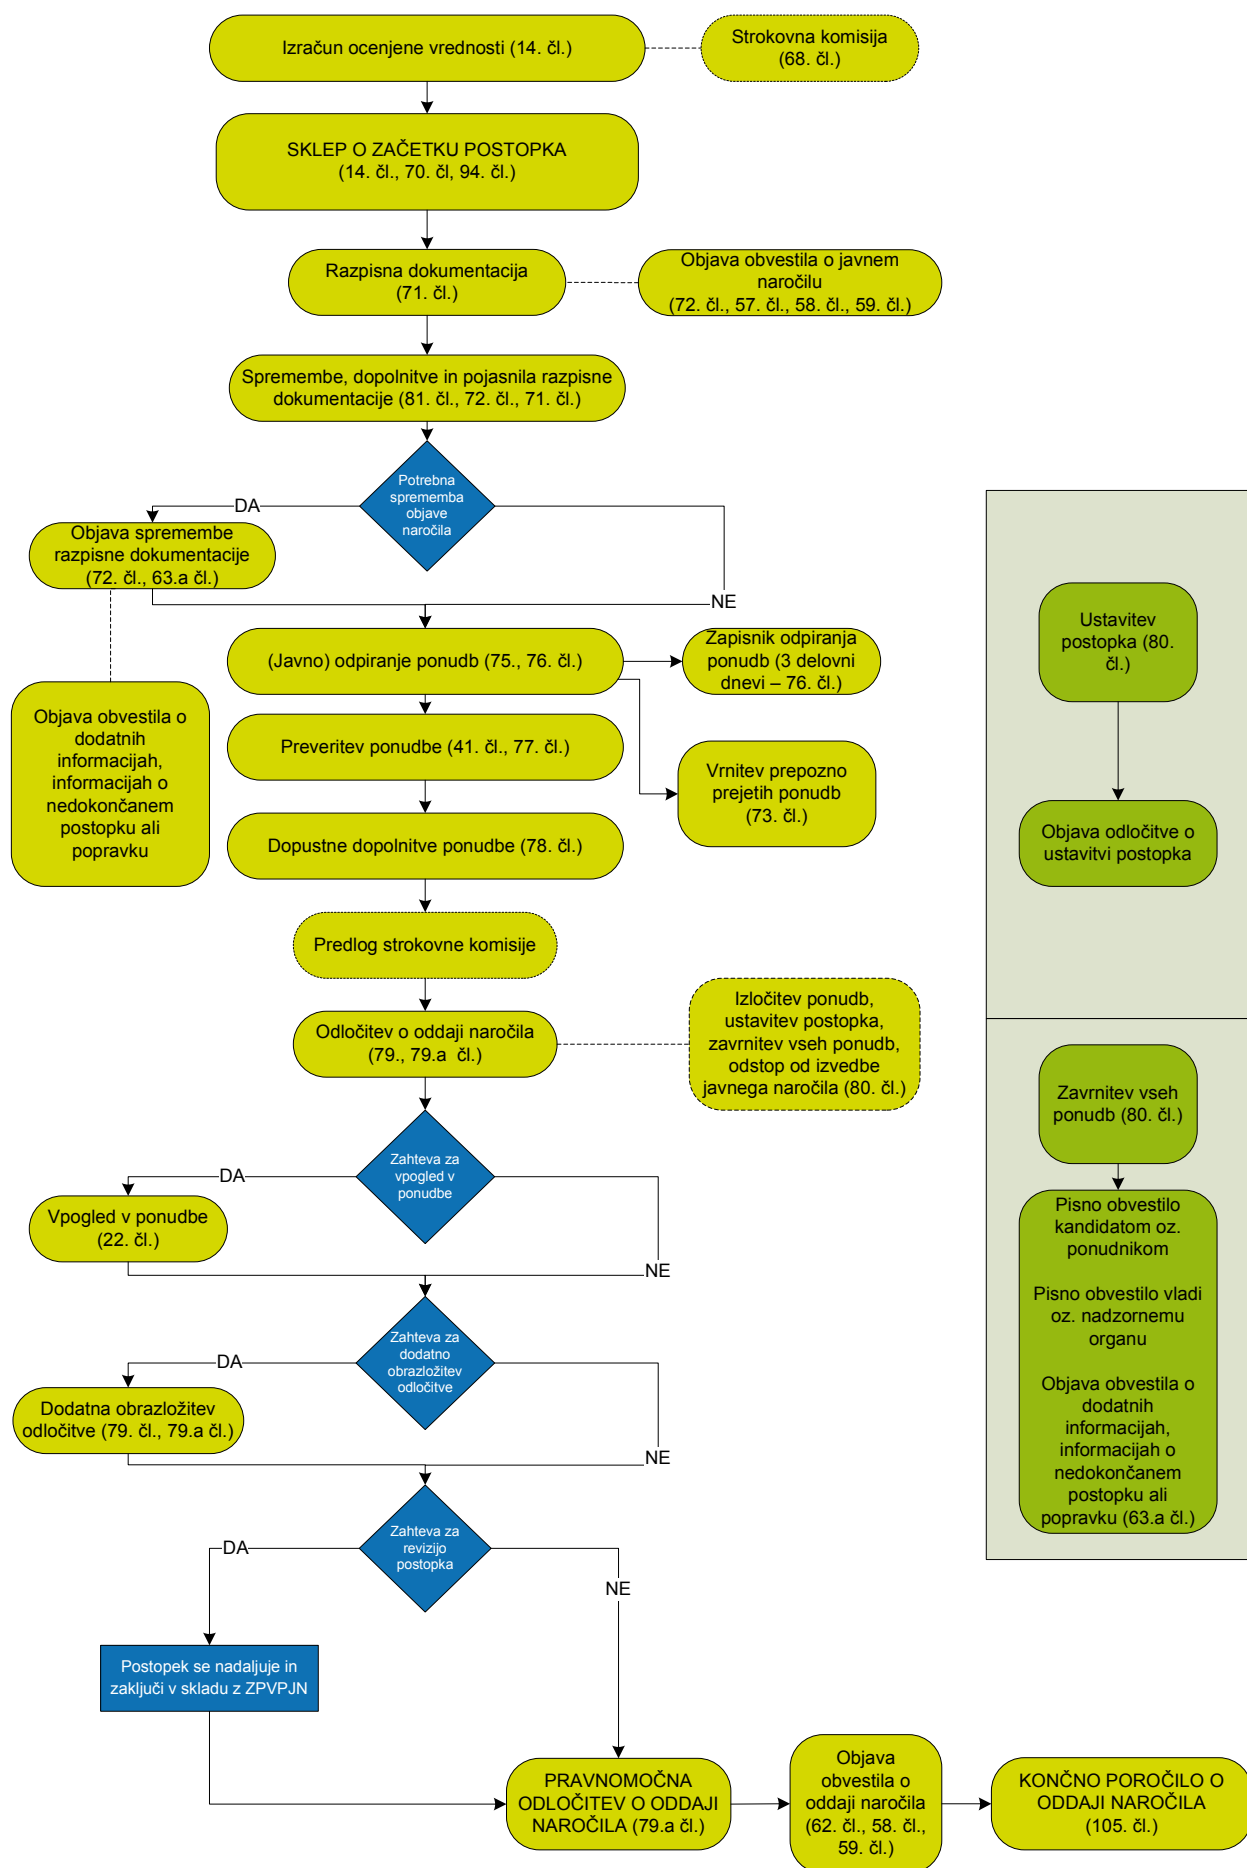 Izračun ocenjene vrednosti (14. čl.)
Strokovna komisija
(68. čl.)
SKLEP O ZAČETKU POSTOPKA
(14. čl., 70. čl, 94. čl.)
Razpisna dokumentacija
(71. čl.)
Objava obvestila o javnem
naročilu
(72. čl., 57. čl., 58. čl., 59. čl.)
Spremembe, dopolnitve in pojasnila razpisne
dokumentacije (81. čl., 72. čl., 71. čl.)
Potrebna
sprememba
objave
naročila
DA
NE
Objava spremembe
razpisne dokumentacije
(72. čl., 63.a čl.)
Objava obvestila o
dodatnih
informacijah,
informacijah o
nedokončanem
postopku ali
popravku
(Javno) odpiranje ponudb (75., 76. čl.)
Zapisnik odpiranja
ponudb (3 delovni
dnevi – 76. čl.)
Preveritev ponudbe (41. čl., 77. čl.)
Vrnitev prepozno
prejetih ponudb
(73. čl.)
Dopustne dopolnitve ponudbe (78. čl.)
Predlog strokovne komisije
Odločitev o oddaji naročila
(79., 79.a  čl.)
Izločitev ponudb,
ustavitev postopka,
zavrnitev vseh ponudb,
odstop od izvedbe
javnega naročila (80. čl.)
Zahteva za
vpogled v
ponudbe
DA
NE
Vpogled v ponudbe
(22. čl.)
Zahteva za
dodatno
obrazložitev
odločitve
DA
NE
Dodatna obrazložitev
odločitve (79. čl., 79.a čl.)
Zahteva za
revizijo
postopka
DA
NE
Postopek se nadaljuje in
zaključi v skladu z ZPVPJN
PRAVNOMOČNA
ODLOČITEV O ODDAJI
NAROČILA (79.a čl.)
Objava
obvestila o
oddaji naročila
(62. čl., 58. čl.,
59. čl.)
KONČNO POROČILO O
ODDAJI NAROČILA
(105. čl.)
Ustavitev
postopka (80.
čl.)
Objava odločitve o
ustavitvi postopka
Zavrnitev vseh
ponudb (80. čl.)
Pisno obvestilo
kandidatom oz.
ponudnikom
Pisno obvestilo vladi
oz. nadzornemu
organu
Objava obvestila o
dodatnih
informacijah,
informacijah o
nedokončanem
postopku ali
popravku (63.a čl.)